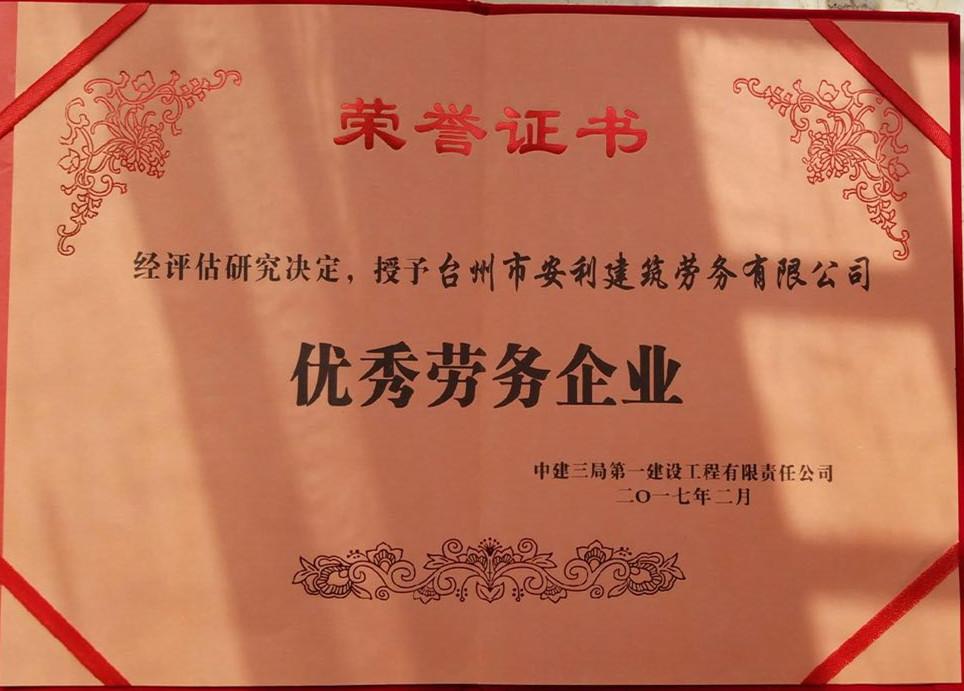 荣誉证书
经评估研究决定，授予台州市安利建筑劳务有限公司
优秀劳务企业
中建三局第一建设工程有限责任公司
二〇一七年二月